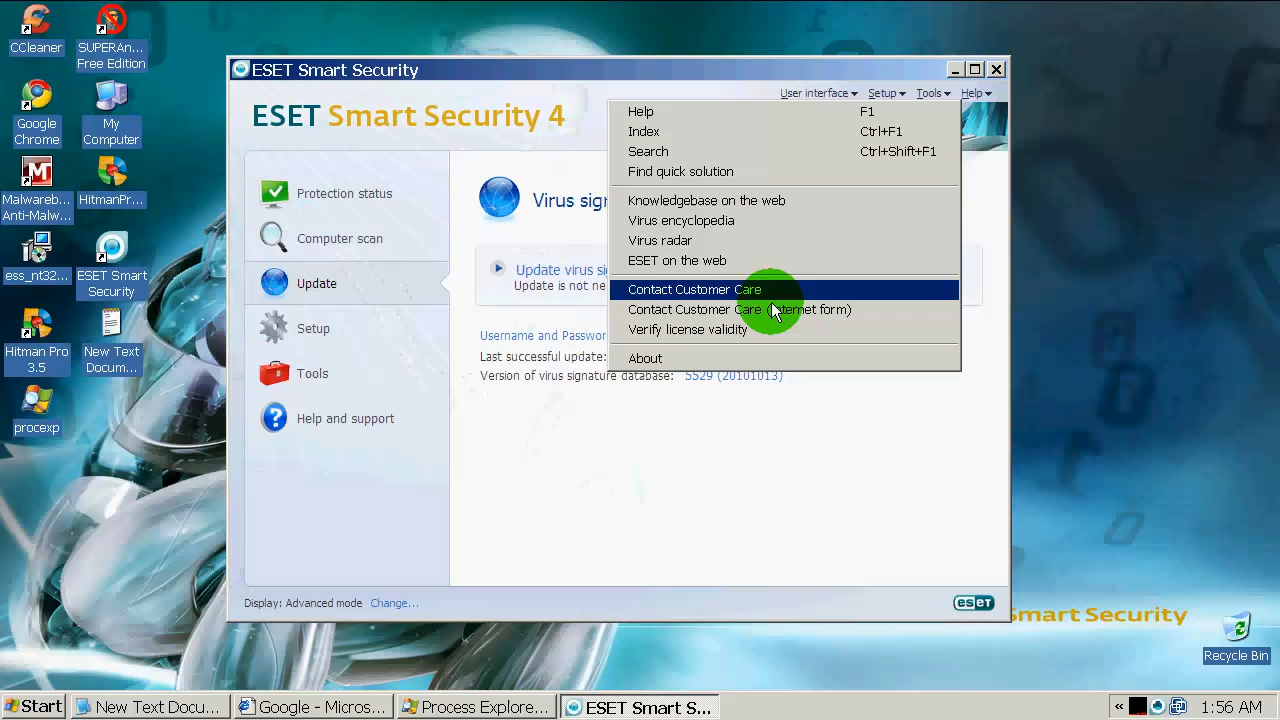 CCleaner
SUPERAn...
Free Edition
Google
Chrome
My
Computer
Malwareb...
Anti-Malw...
HitmanPr...
ess_nt32...
ESET Smart
Security
Hitman Pro
3.5
New Text
Docum...
procexp
ESET Smart Security
User interface Setup Tools Help
ESET Smart Security 4
Protection status
Computer scan
Update
Setup
Tools
Help and support
Virus sig
Update virus si
Update is not ne
Username and Passwor
Last successful update:
Version of virus signature database: 5529 (20101013)
Help F1
Index Ctrl+F1
Search Ctrl+Shift+F1
Find quick solution
Knowledgebase on the web
Virus encyclopedia
Virus radar
ESET on the web
Contact Customer Care
Contact Customer Care (Internet form)
Verify license validity
About
Display: Advanced mode Change...
eset
Smart Security
Recycle Bin
Start
New Text Docu...
Google - Micros...
Process Explore...
ESET Smart S...
« 1:56 AM